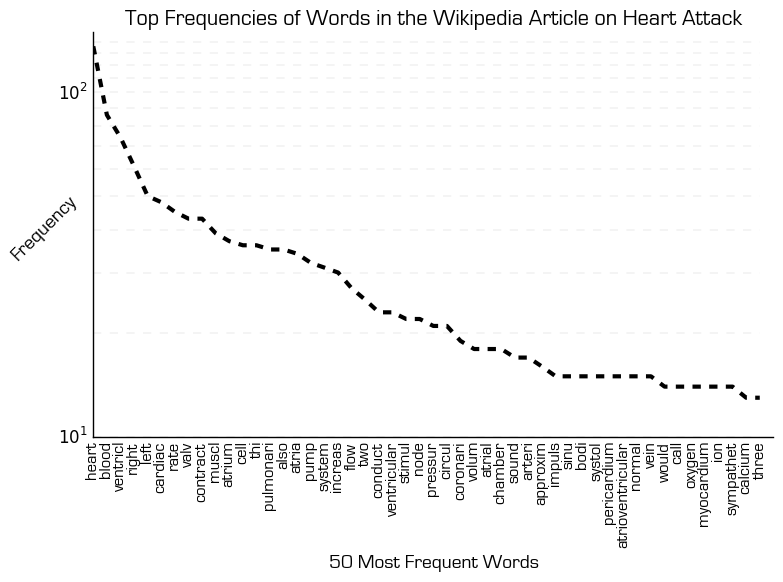 Top Frequencies of Words in the Wikipedia Article on Heart Attack
10²
Frequency
10¹
heart
blood
ventricl
right
left
cardiac
rate
valv
contract
muscl
atrium
cell
thi
pulmonari
also
atria
pump
system
increas
flow
two
conduct
ventricular
stimul
node
pressur
circul
coronari
volum
atrial
chamber
sound
arteri
approxim
impuls
sinu
bodi
systol
pericardium
atrioventricular
normal
vein
would
call
oxygen
myocardium
ion
sympathet
calcium
three
50 Most Frequent Words